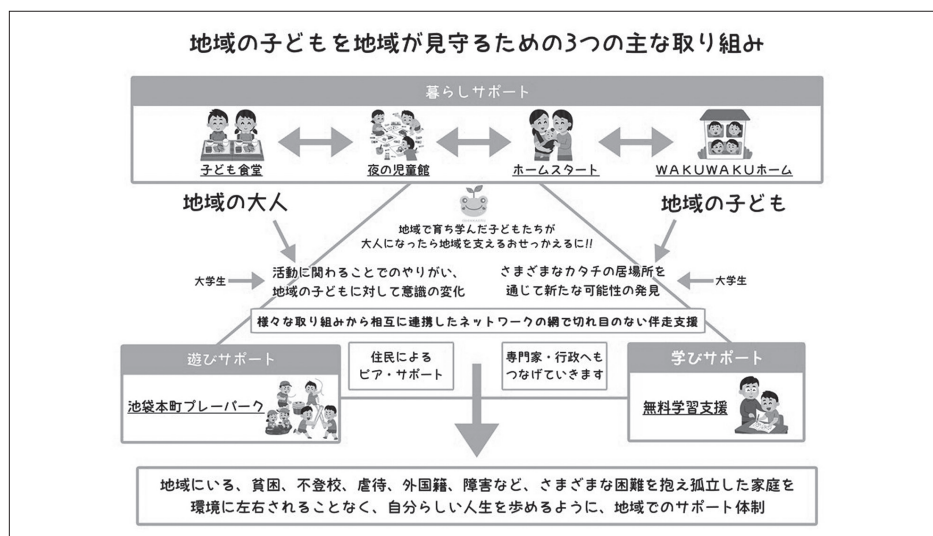 地域の子どもを地域が見守るための3つの主な取り組み
暮らしサポート
子ども食堂
夜の児童館
ホームスタート
WAKUWAKUホーム
地域の大人
地域の子ども
地域で育ち学んだ子どもたちが
大人になったら地域を支えるおせっかえるに!!
大学生
活動に関わることでのやりがい、
地域の子どもに対して意識の変化
さまざまなカタチの居場所を
通じて新たな可能性の発見
大学生
様々な取り組みから相互に連携したネットワークの網で切れ目のない伴走支援
遊びサポート
池袋本町プレーパーク
住民による
ピア・サポート
専門家・行政へも
つなげていきます
学びサポート
無料学習支援
地域にいる、貧困、不登校、虐待、外国籍、障害など、さまざまな困難を抱え孤立した家庭を
環境に左右されることなく、自分らしい人生を歩めるように、地域でのサポート体制